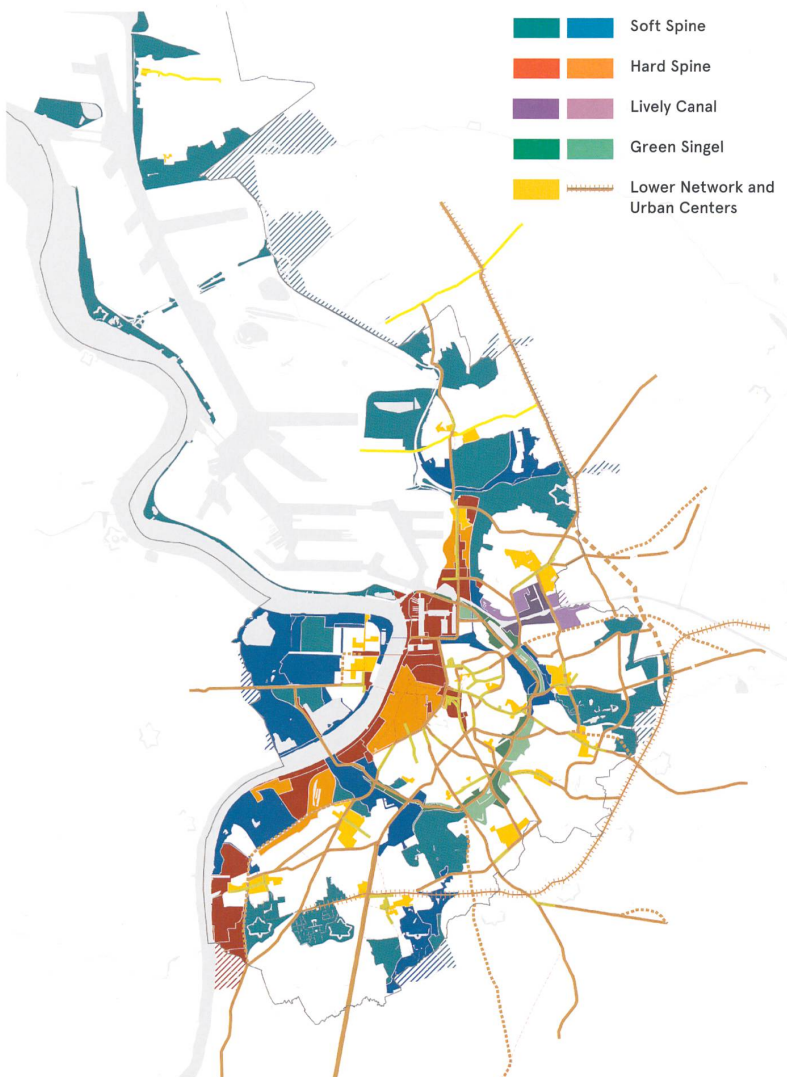 Soft Spine
Hard Spine
Lively Canal
Green Singel
Lower Network and
Urban Centers